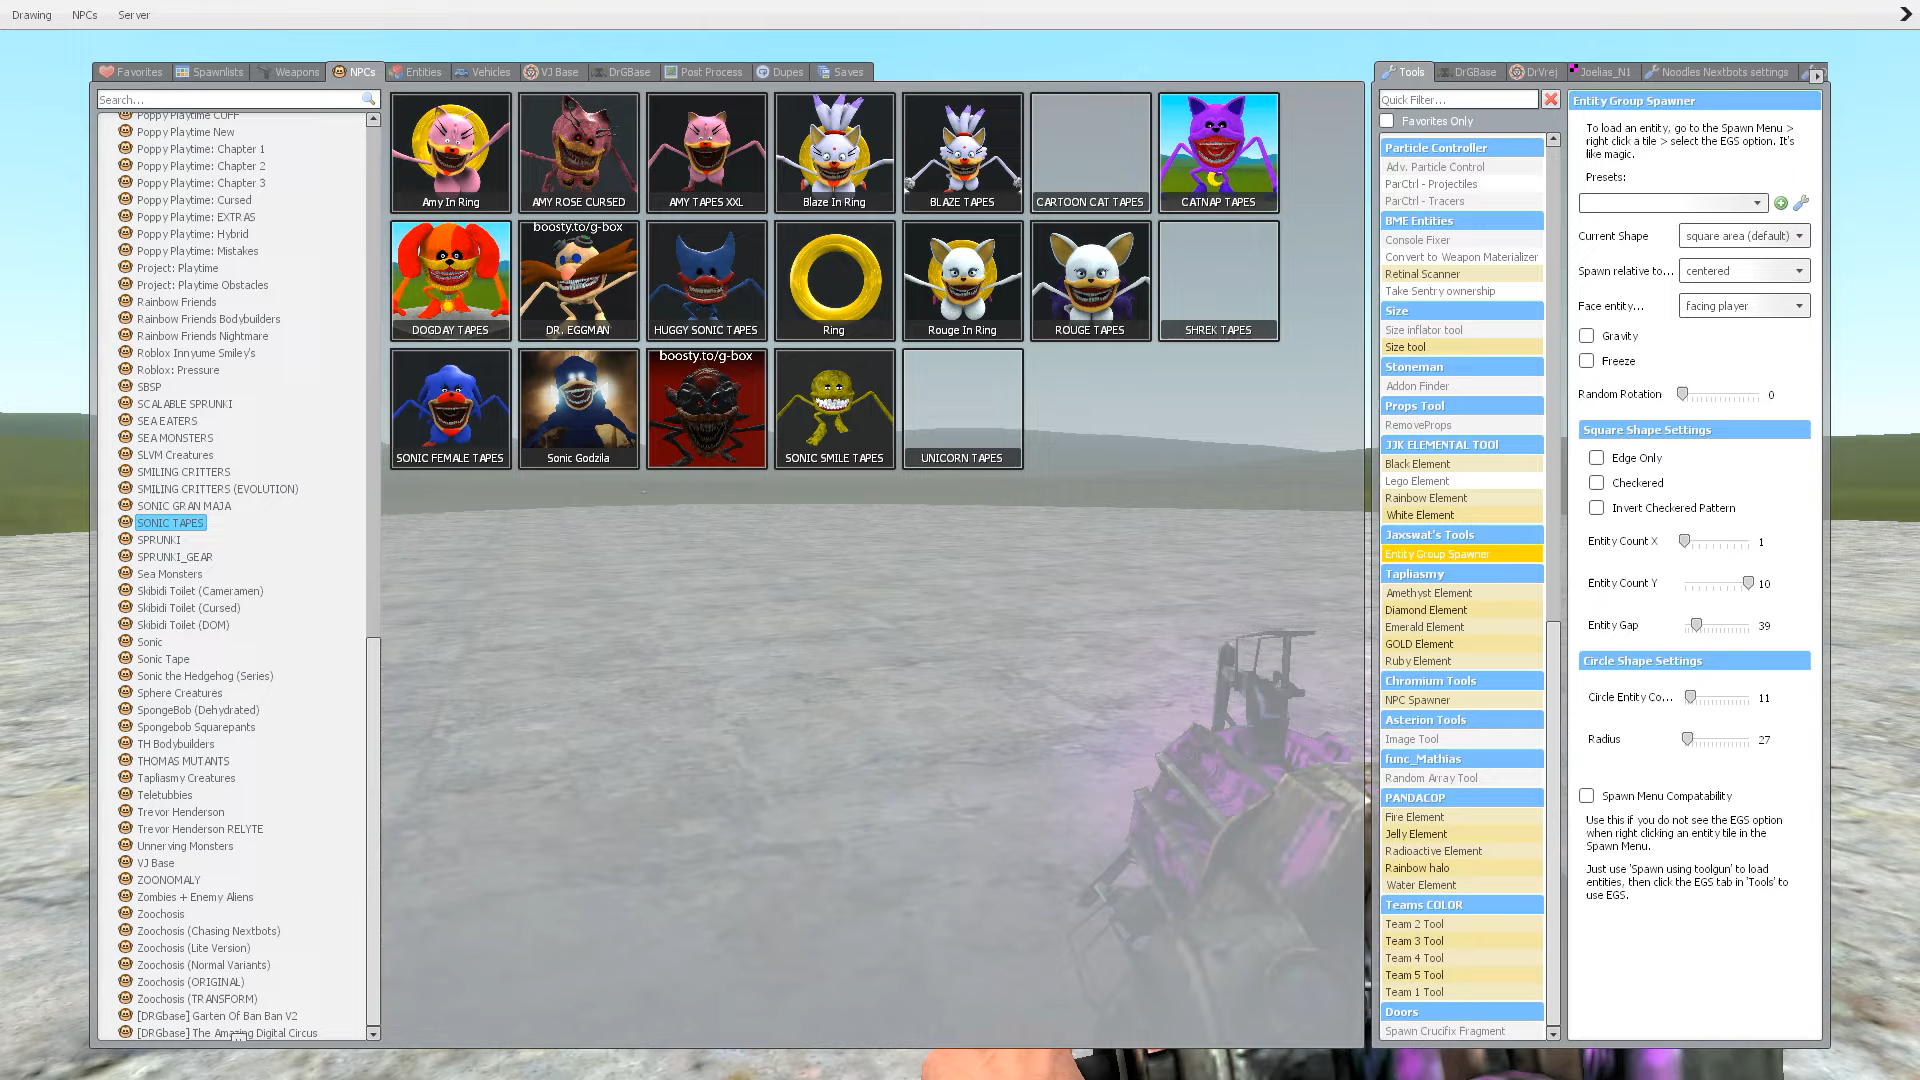 Drawing NPCs Server
Favorites Spawnlists Weapons NPCs Entities Vehicles VJ Base DrGBase Post Process Dupes Saves
Search...
Poppy Playtime CUFF
Poppy Playtime New
Poppy Playtime: Chapter 1
Poppy Playtime: Chapter 2
Poppy Playtime: Chapter 3
Poppy Playtime: Cursed
Poppy Playtime: EXTRAS
Poppy Playtime: Hybrid
Poppy Playtime: Mistakes
Project: Playtime
Project: Playtime Obstacles
Rainbow Friends
Rainbow Friends Bodybuilders
Rainbow Friends Nightmare
Roblox Innyume Smiley's
Roblox: Pressure
SBSP
SCALABLE SPRUNKI
SEA EATERS
SEA MONSTERS
SLVM Creatures
SMILING CRITTERS
SMILING CRITTERS (EVOLUTION)
SONIC GRAN MAJA
SONIC TAPES
SPRUNKI
SPRUNKI_GEAR
Sea Monsters
Skibidi Toilet (Cameramen)
Skibidi Toilet (Cursed)
Skibidi Toilet (DOM)
Sonic
Sonic Tape
Sonic the Hedgehog (Series)
Sphere Creatures
SpongeBob (Dehydrated)
Spongebob Squarepants
TH Bodybuilders
THOMAS MUTANTS
Tapliasmy Creatures
Teletubbies
Trevor Henderson
Trevor Henderson RELYTE
Unnerving Monsters
VJ Base
ZOONOMALY
Zombies + Enemy Aliens
Zoochosis
Zoochosis (Chasing Nextbots)
Zoochosis (Lite Version)
Zoochosis (Normal Variants)
Zoochosis (ORIGINAL)
Zoochosis (TRANSFORM)
[DRGbase] Garten Of Ban Ban V2
[DRGbase] The Amazing Digital Circus
Amy In Ring AMY ROSE CURSED AMY TAPES XXL Blaze In Ring BLAZE TAPES CARTOON CAT TAPES CATNAP TAPES
boosty.to/g-box
DOGDAY TAPES DR. EGGMAN HUGGY SONIC TAPES Ring Rouge In Ring ROUGE TAPES SHREK TAPES
boosty.to/g-box
SONIC FEMALE TAPES Sonic Godzila SONIC SMILE TAPES UNICORN TAPES
Tools DrGBase DrVrej Joelias_N1 Noodles Nextbots settings
Quick Filter...
Favorites Only
Particle Controller
Adv. Particle Control
ParCtrl - Projectiles
ParCtrl - Tracers
BME Entities
Console Fixer
Convert to Weapon Materializer
Retinal Scanner
Take Sentry ownership
Size
Size inflator tool
Size tool
Stoneman
Addon Finder
Props Tool
RemoveProps
JJK ELEMENTAL TOOl
Black Element
Lego Element
Rainbow Element
White Element
Jaxswat's Tools
Entity Group Spawner
Tapliasmy
Amethyst Element
Diamond Element
Emerald Element
GOLD Element
Ruby Element
Chromium Tools
NPC Spawner
Asterion Tools
Image Tool
func_Mathias
Random Array Tool
PANDACOP
Fire Element
Jelly Element
Radioactive Element
Rainbow halo
Water Element
Teams COLOR
Team 2 Tool
Team 3 Tool
Team 4 Tool
Team 5 Tool
Team 1 Tool
Doors
Spawn Crucifix Fragment
Entity Group Spawner
To load an entity, go to the Spawn Menu >
right click a tile > select the EGS option. It's
like magic.
Presets:
Current Shape square area (default)
Spawn relative to... centered
Face entity... facing player
Gravity
Freeze
Random Rotation 0
Square Shape Settings
Edge Only
Checkered
Invert Checkered Pattern
Entity Count X 1
Entity Count Y 10
Entity Gap 39
Circle Shape Settings
Circle Entity Co... 11
Radius 27
Spawn Menu Compatability
Use this if you do not see the EGS option
when right clicking an entity tile in the
Spawn Menu.
Just use 'Spawn using toolgun' to load
entities, then click the EGS tab in 'Tools' to
use EGS.